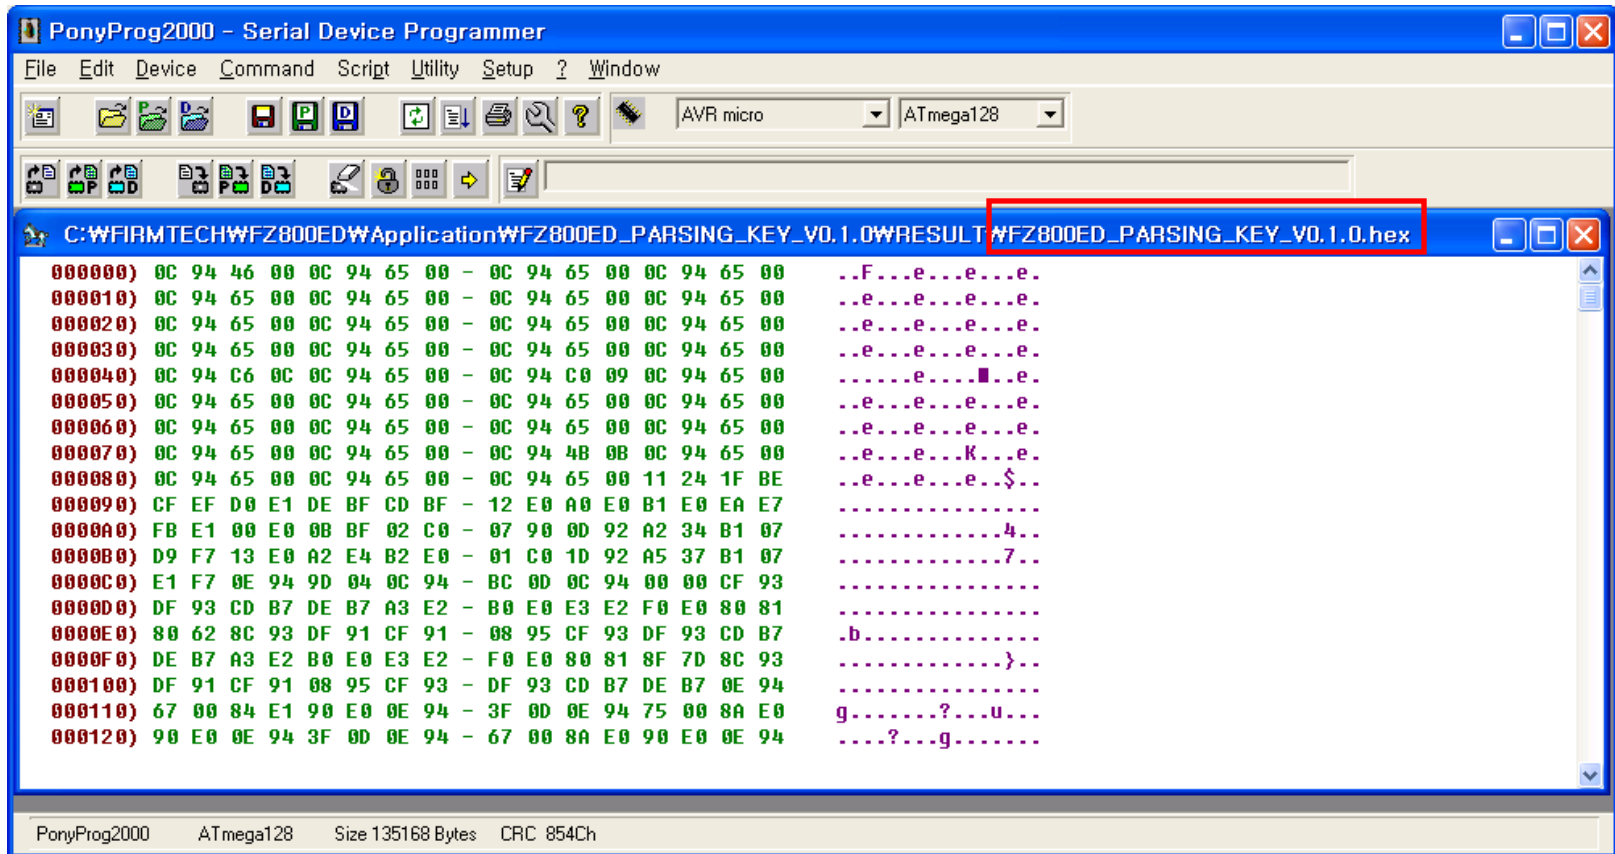 PonyProg2000 - Serial Device Programmer
File Edit Device Command Script Utility Setup ? Window
AVR micro ATmega128
C:₩FIRMTECH₩FZ800ED₩Application₩FZ800ED_PARSING_KEY_V0.1.0₩RESULT₩FZ800ED_PARSING_KEY_V0.1.0.hex
000000) 0C 94 46 00 0C 94 65 00 - 0C 94 65 00 0C 94 65 00 ..F...e...e...e.
000010) 0C 94 65 00 0C 94 65 00 - 0C 94 65 00 0C 94 65 00 ..e...e...e...e.
000020) 0C 94 65 00 0C 94 65 00 - 0C 94 65 00 0C 94 65 00 ..e...e...e...e.
000030) 0C 94 65 00 0C 94 65 00 - 0C 94 65 00 0C 94 65 00 ..e...e...e...e.
000040) 0C 94 C6 0C 0C 94 65 00 - 0C 94 C0 09 0C 94 65 00 ......e....■..e.
000050) 0C 94 65 00 0C 94 65 00 - 0C 94 65 00 0C 94 65 00 ..e...e...e...e.
000060) 0C 94 65 00 0C 94 65 00 - 0C 94 65 00 0C 94 65 00 ..e...e...e...e.
000070) 0C 94 65 00 0C 94 65 00 - 0C 94 4B 0B 0C 94 65 00 ..e...e...K...e.
000080) 0C 94 65 00 0C 94 65 00 - 0C 94 65 00 11 24 1F BE ..e...e...e..$..
000090) CF EF D0 E1 DE BF CD BF - 12 E0 A0 E0 B1 E0 EA E7 ................
0000A0) FB E1 00 E0 0B BF 02 C0 - 07 90 0D 92 A2 34 B1 07 .............4..
0000B0) D9 F7 13 E0 A2 E4 B2 E0 - 01 C0 1D 92 A5 37 B1 07 .............7..
0000C0) E1 F7 0E 94 9D 04 0C 94 - BC 0D 0C 94 00 00 CF 93 ................
0000D0) DF 93 CD B7 DE B7 A3 E2 - B0 E0 E3 E2 F0 E0 80 81 ................
0000E0) 80 62 8C 93 DF 91 CF 91 - 08 95 CF 93 DF 93 CD B7 .b..............
0000F0) DE B7 A3 E2 B0 E0 E3 E2 - F0 E0 80 81 8F 7D 8C 93 .............}..
000100) DF 91 CF 91 08 95 CF 93 - DF 93 CD B7 DE B7 0E 94 ................
000110) 67 00 84 E1 90 E0 0E 94 - 3F 0D 0E 94 75 00 8A E0 g.......?...u...
000120) 90 E0 0E 94 3F 0D 0E 94 - 67 00 8A E0 90 E0 0E 94 ....?...g.......
PonyProg2000 ATmega128 Size 135168 Bytes CRC 854Ch